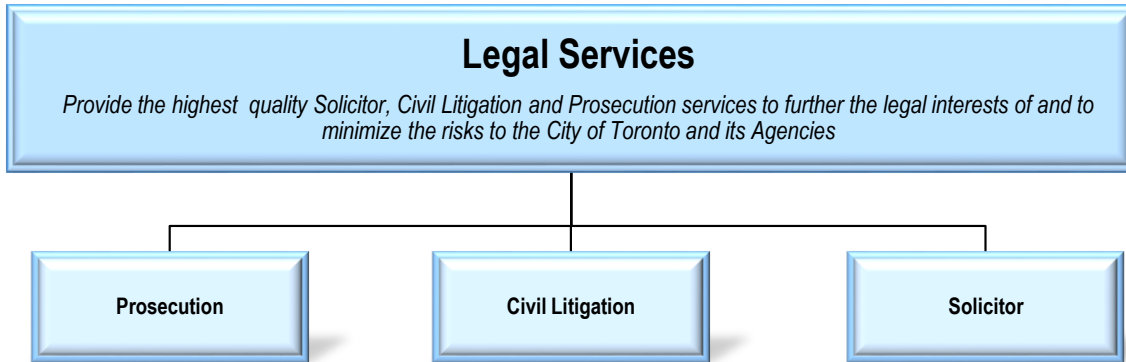 Legal Services
Provide the highest quality Solicitor, Civil Litigation and Prosecution services to further the legal interests of and to
minimize the risks to the City of Toronto and its Agencies
Prosecution
Civil Litigation
Solicitor